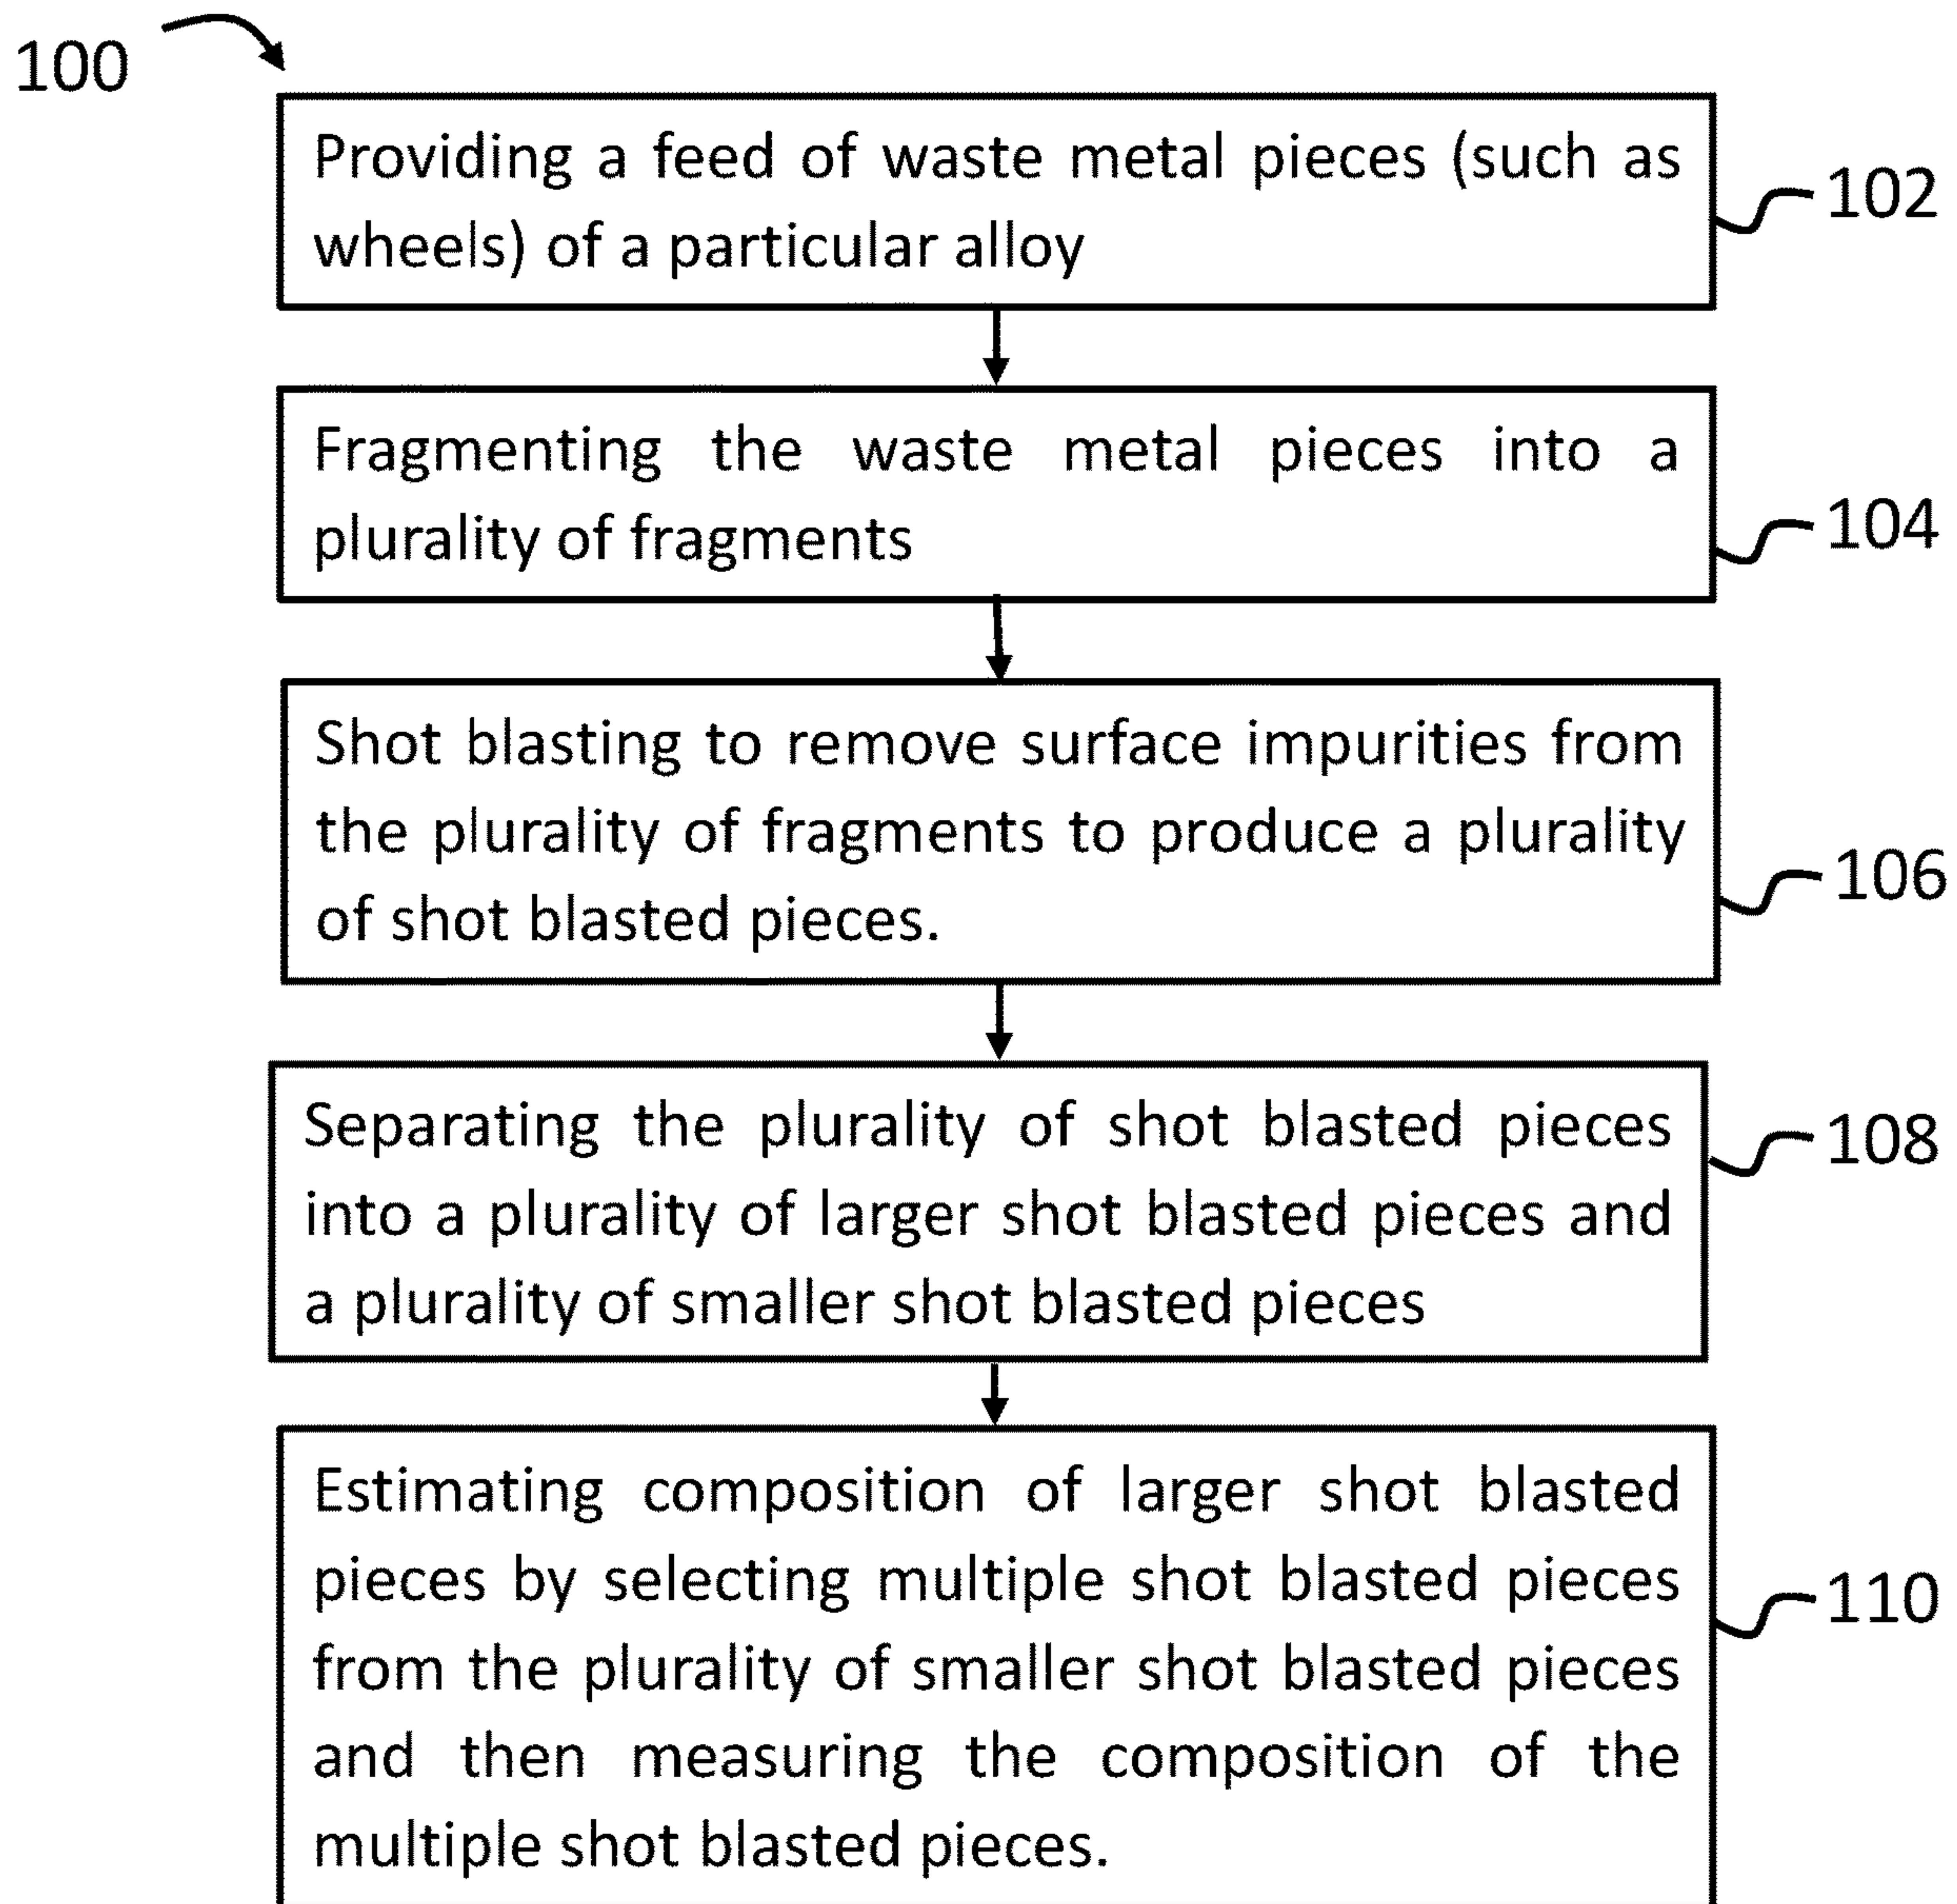 100
Providing a feed of waste metal pieces (such as
wheels) of a particular alloy
102
Fragmenting the waste metal pieces into a
plurality of fragments
104
Shot blasting to remove surface impurities from
the plurality of fragments to produce a plurality
of shot blasted pieces.
106
Separating the plurality of shot blasted pieces
into a plurality of larger shot blasted pieces and
a plurality of smaller shot blasted pieces
108
Estimating composition of larger shot blasted
pieces by selecting multiple shot blasted pieces
from the plurality of smaller shot blasted pieces
and then measuring the composition of the
multiple shot blasted pieces.
110